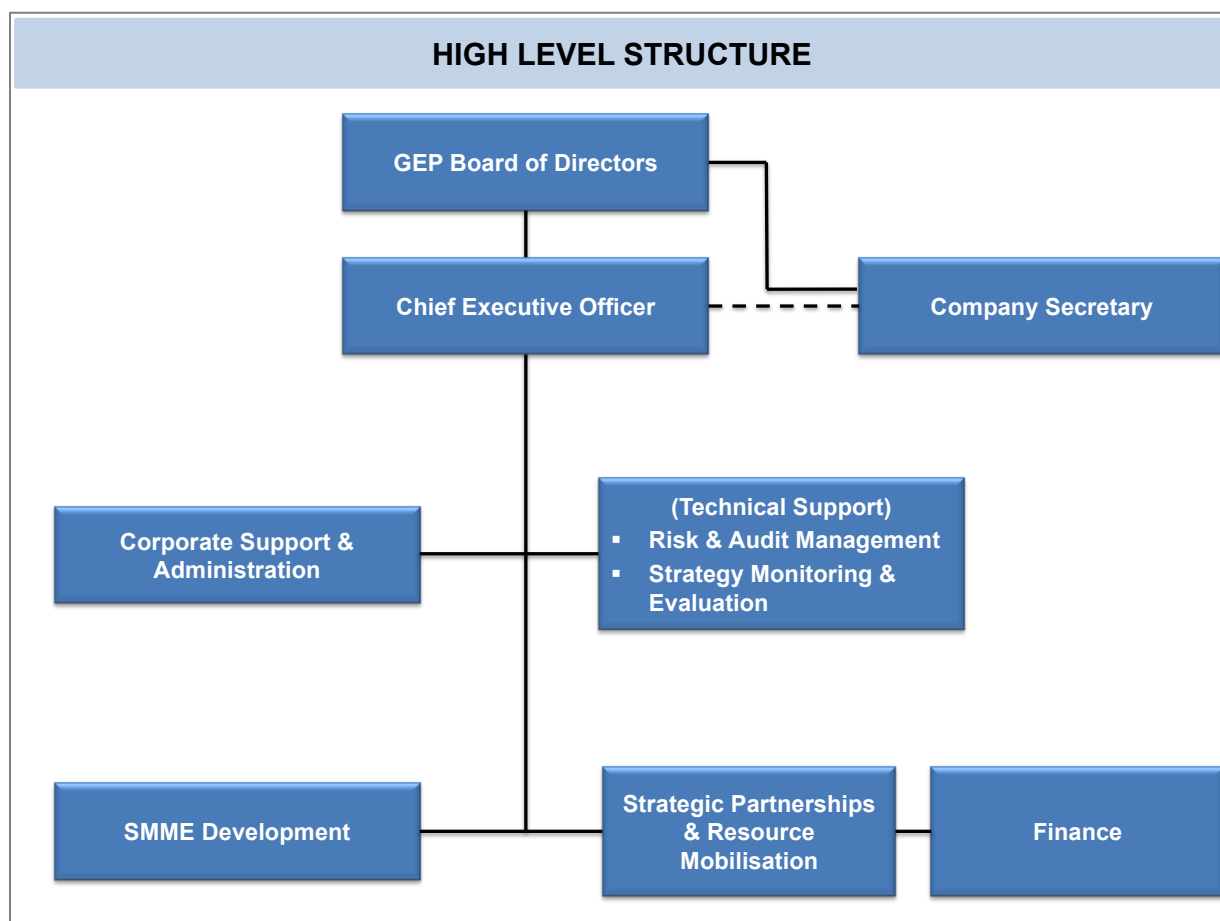 HIGH LEVEL STRUCTURE
GEP Board of Directors
Chief Executive Officer
Company Secretary
Corporate Support &
Administration
(Technical Support)
▪ Risk & Audit Management
▪ Strategy Monitoring &
Evaluation
SMME Development
Strategic Partnerships
& Resource
Mobilisation
Finance